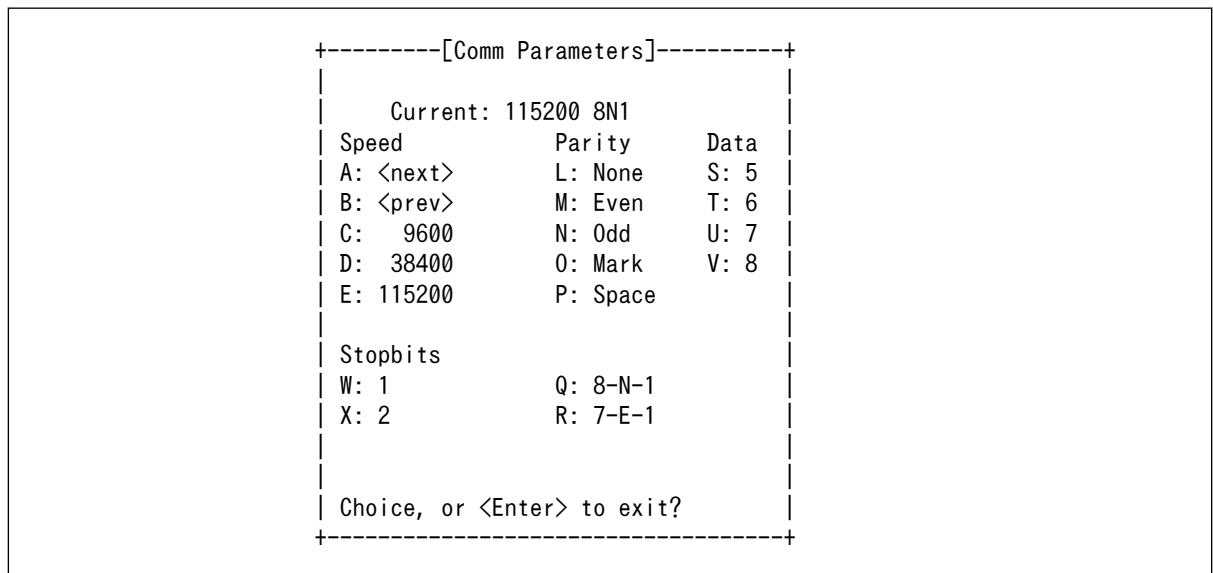 +---------[Comm Parameters]----------+
|                                    |
|     Current: 115200 8N1            |
| Speed            Parity      Data  |
| A: <next>        L: None     S: 5  |
| B: <prev>        M: Even     T: 6  |
| C:   9600        N: Odd      U: 7  |
| D:  38400        O: Mark     V: 8  |
| E: 115200        P: Space          |
|                                    |
| Stopbits                           |
| W: 1             Q: 8-N-1          |
| X: 2             R: 7-E-1          |
|                                    |
|                                    |
| Choice, or <Enter> to exit?        |
+------------------------------------+